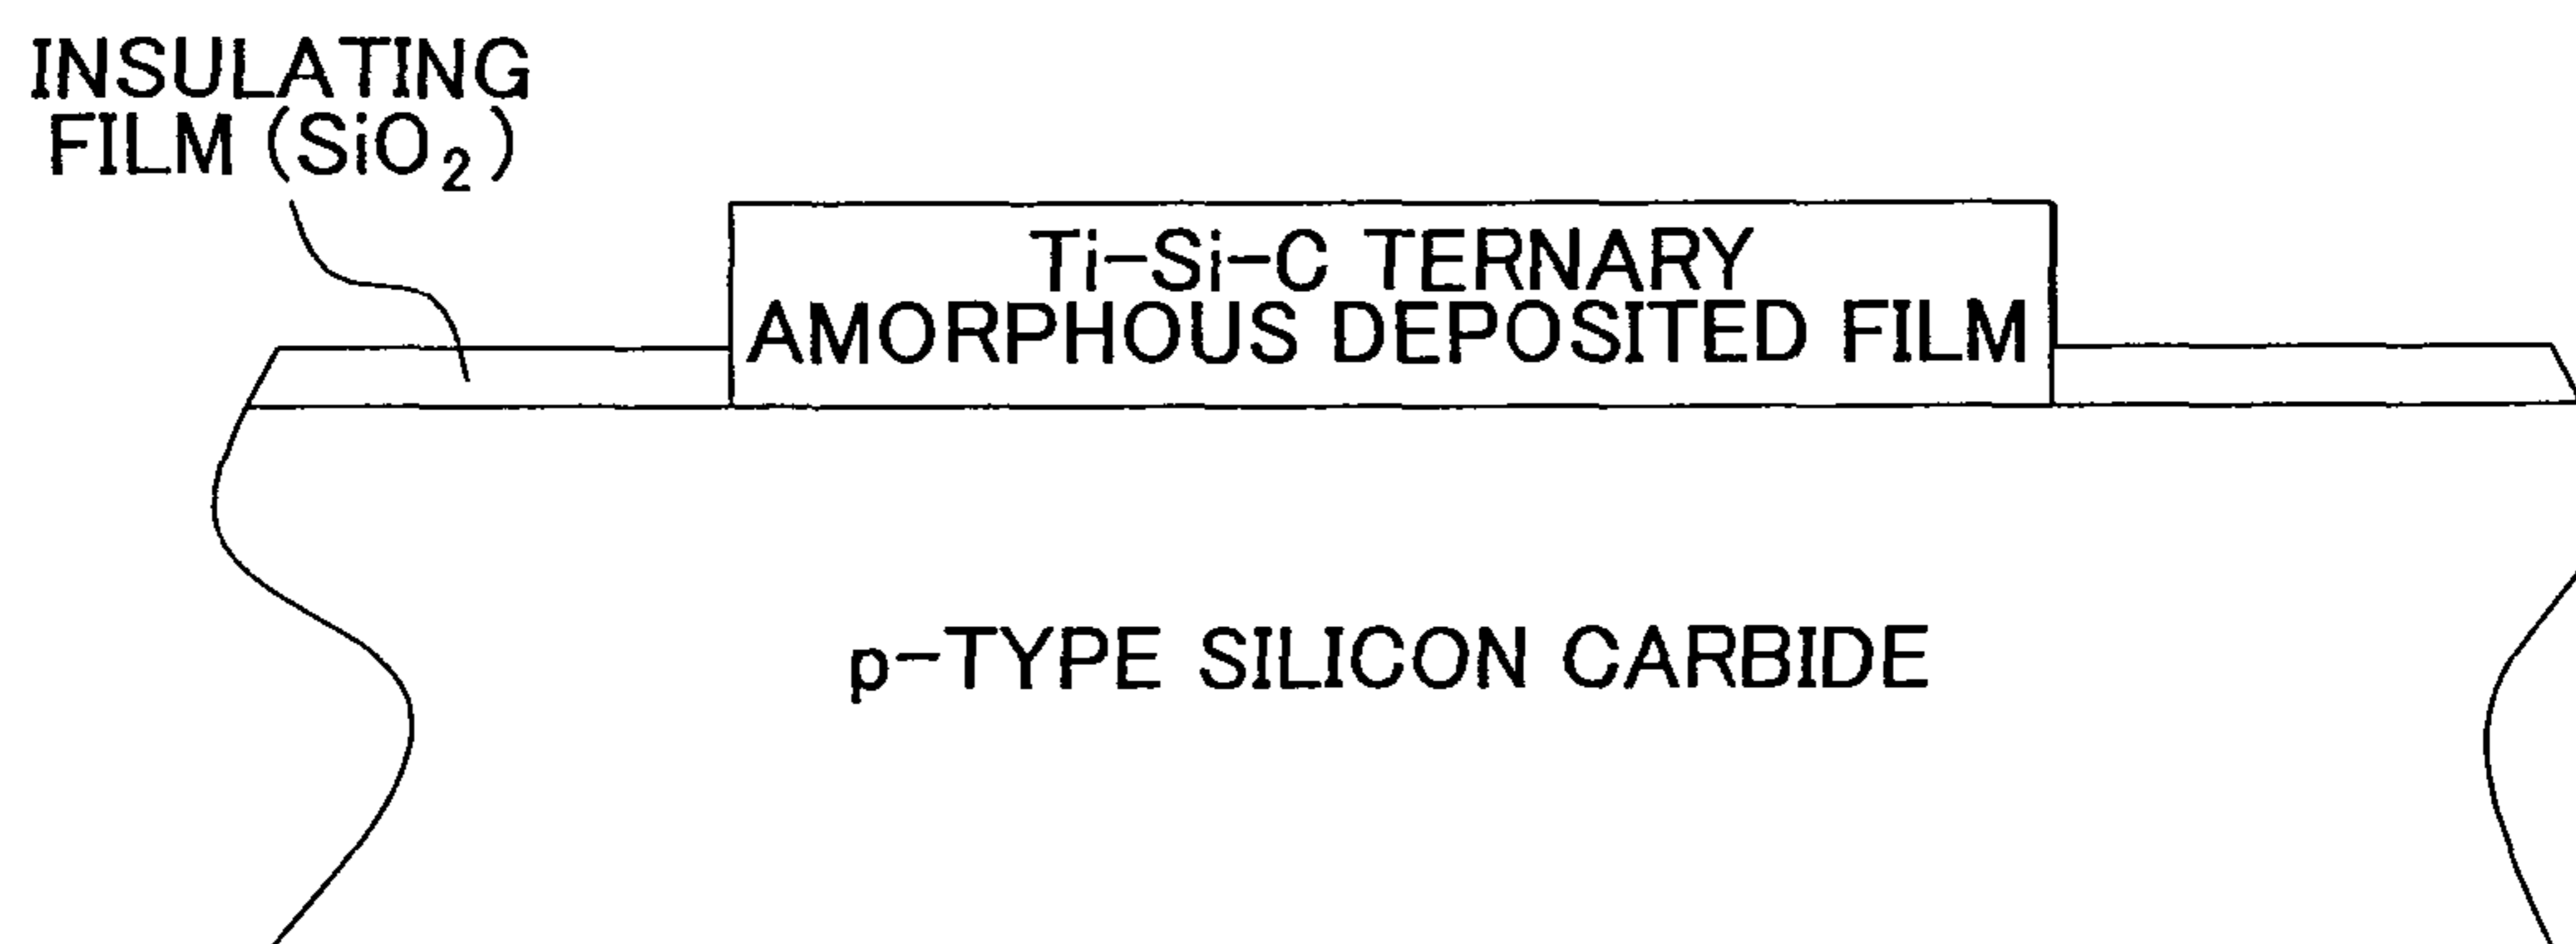 INSULATING
FILM (SiO₂)
Ti-Si-C TERNARY
AMORPHOUS DEPOSITED FILM
p-TYPE SILICON CARBIDE